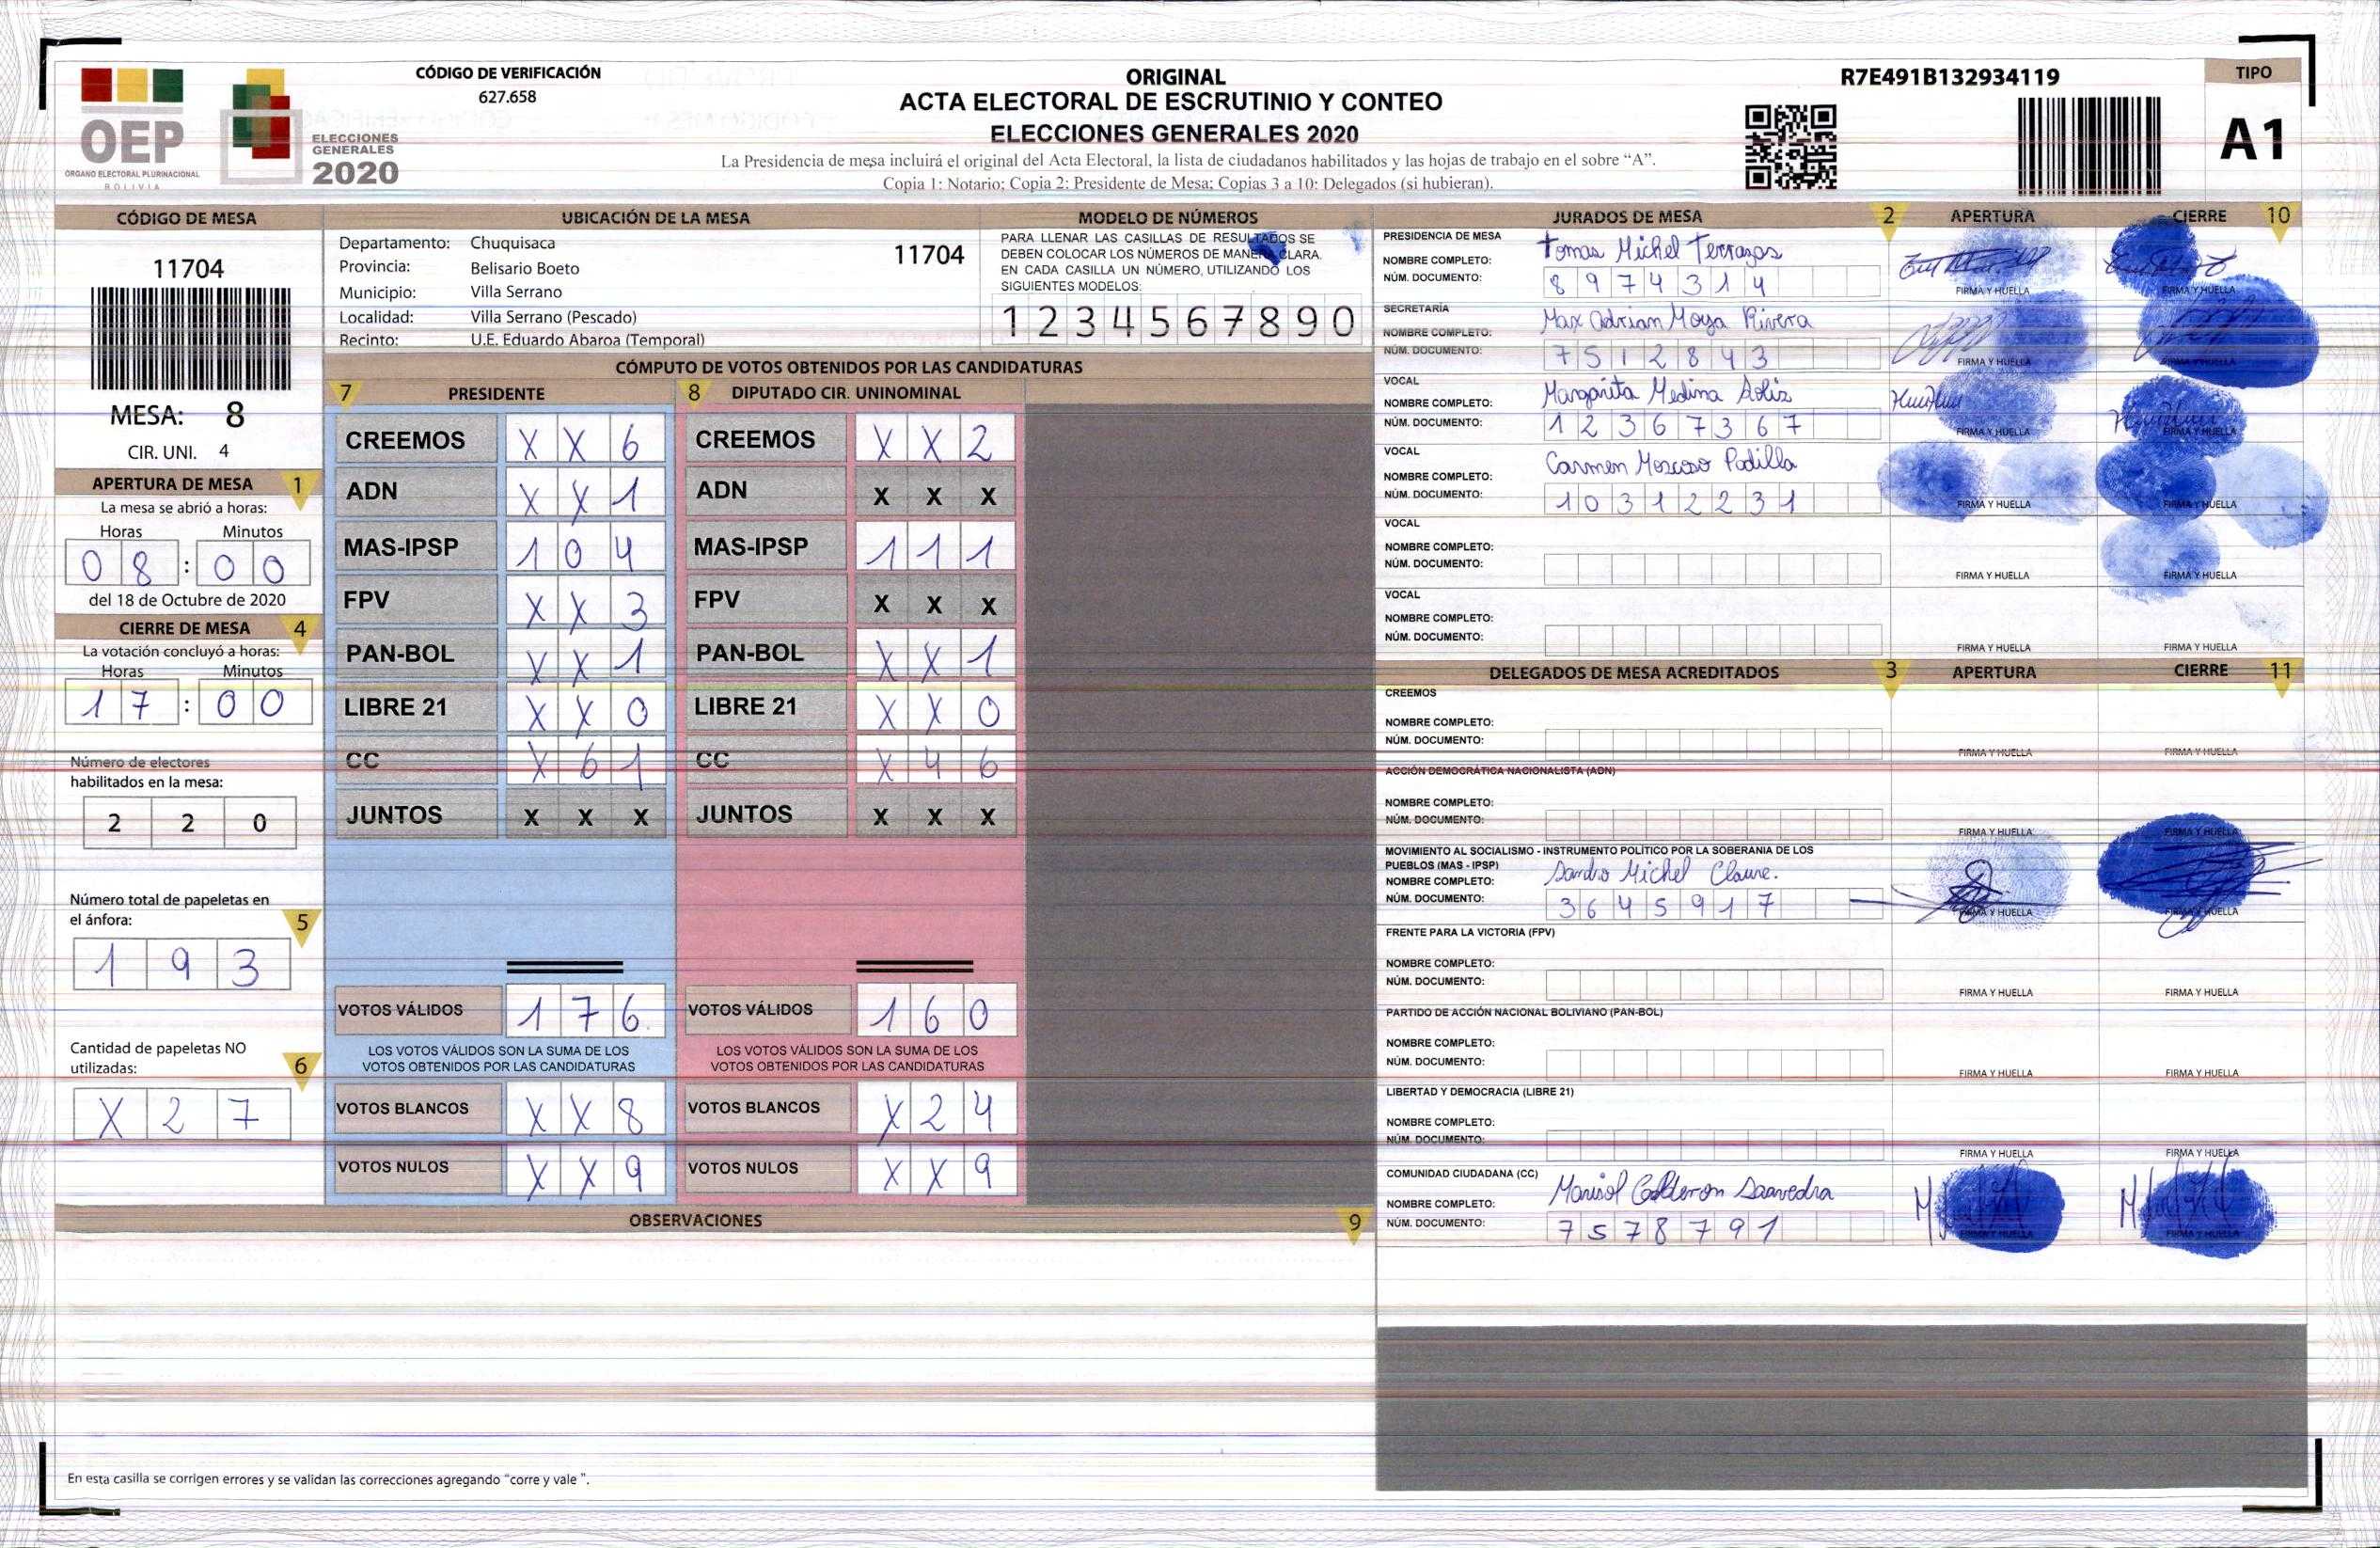 CÓDIGO DE VERIFICACIÓN
627.658
OEP
ORGANO ELECTORAL PLURINACIONAL
BOLIVIA
ELECCIONES
GENERALES
2020
ORIGINAL
ACTA ELECTORAL DE ESCRUTINIO Y CONTEO
ELECCIONES GENERALES 2020
La Presidencia de mesa incluirá el original del Acta Electoral, la lista de ciudadanos habilitados y las hojas de trabajo en el sobre “A”.
Copia 1: Notario; Copia 2: Presidente de Mesa; Copias 3 a 10: Delegados (si hubieran).
R7E491B132934119
TIPO
A1
CÓDIGO DE MESA
11704
MESA: 8
CIR. UNI. 4
APERTURA DE MESA 1
La mesa se abrió a horas:
Horas Minutos
0 8 : 0 0
del 18 de Octubre de 2020
CIERRE DE MESA 4
La votación concluyó a horas:
Horas Minutos
1 7 : 0 0
Número de electores
habilitados en la mesa:
2 2 0
Número total de papeletas en
el ánfora: 5
1 9 3
Cantidad de papeletas NO
utilizadas: 6
X 2 7
UBICACIÓN DE LA MESA
Departamento: Chuquisaca 11704
Provincia: Belisario Boeto
Municipio: Villa Serrano
Localidad: Villa Serrano (Pescado)
Recinto: U.E. Eduardo Abaroa (Temporal)
MODELO DE NÚMEROS
PARA LLENAR LAS CASILLAS DE RESULTADOS SE
DEBEN COLOCAR LOS NÚMEROS DE MANERA CLARA.
EN CADA CASILLA UN NÚMERO, UTILIZANDO LOS
SIGUIENTES MODELOS:
1 2 3 4 5 6 7 8 9 0
CÓMPUTO DE VOTOS OBTENIDOS POR LAS CANDIDATURAS
7 PRESIDENTE
CREEMOS X X 6
ADN X X 1
MAS-IPSP 1 0 4
FPV X X 3
PAN-BOL X X 1
LIBRE 21 X X 0
CC X 6 1
JUNTOS X X X
VOTOS VÁLIDOS 1 7 6
LOS VOTOS VÁLIDOS SON LA SUMA DE LOS
VOTOS OBTENIDOS POR LAS CANDIDATURAS
VOTOS BLANCOS X X 8
VOTOS NULOS X X 9
8 DIPUTADO CIR. UNINOMINAL
CREEMOS X X 2
ADN X X X
MAS-IPSP 1 1 1
FPV X X X
PAN-BOL X X 1
LIBRE 21 X X 0
CC X 4 6
JUNTOS X X X
VOTOS VÁLIDOS 1 6 0
LOS VOTOS VÁLIDOS SON LA SUMA DE LOS
VOTOS OBTENIDOS POR LAS CANDIDATURAS
VOTOS BLANCOS X 2 4
VOTOS NULOS X X 9
OBSERVACIONES 9
En esta casilla se corrigen errores y se validan las correcciones agregando "corre y vale ".
JURADOS DE MESA 2 APERTURA CIERRE 10
PRESIDENCIA DE MESA
NOMBRE COMPLETO: Tomas Michel Terrazas
NÚM. DOCUMENTO: 8 9 7 4 3 1 4
FIRMA Y HUELLA FIRMA Y HUELLA
SECRETARÍA
NOMBRE COMPLETO: Max Adrian Moya Rivera
NÚM. DOCUMENTO: 7 5 1 2 8 4 3
FIRMA Y HUELLA FIRMA Y HUELLA
VOCAL
NOMBRE COMPLETO: Margarita Medina Soliz
NÚM. DOCUMENTO: 1 2 3 6 7 3 6 7
FIRMA Y HUELLA FIRMA Y HUELLA
VOCAL
NOMBRE COMPLETO: Carmen Moscoso Padilla
NÚM. DOCUMENTO: 1 0 3 1 2 2 3 1
FIRMA Y HUELLA FIRMA Y HUELLA
VOCAL
NOMBRE COMPLETO:
NÚM. DOCUMENTO:
FIRMA Y HUELLA FIRMA Y HUELLA
VOCAL
NOMBRE COMPLETO:
NÚM. DOCUMENTO:
FIRMA Y HUELLA FIRMA Y HUELLA
DELEGADOS DE MESA ACREDITADOS 3 APERTURA CIERRE 11
CREEMOS
NOMBRE COMPLETO:
NÚM. DOCUMENTO:
FIRMA Y HUELLA FIRMA Y HUELLA
ACCIÓN DEMOCRÁTICA NACIONALISTA (ADN)
NOMBRE COMPLETO:
NÚM. DOCUMENTO:
FIRMA Y HUELLA FIRMA Y HUELLA
MOVIMIENTO AL SOCIALISMO - INSTRUMENTO POLÍTICO POR LA SOBERANIA DE LOS
PUEBLOS (MAS - IPSP)
NOMBRE COMPLETO: Sandro Michel Claure.
NÚM. DOCUMENTO: 3 6 4 5 9 1 7
FIRMA Y HUELLA FIRMA Y HUELLA
FRENTE PARA LA VICTORIA (FPV)
NOMBRE COMPLETO:
NÚM. DOCUMENTO:
FIRMA Y HUELLA FIRMA Y HUELLA
PARTIDO DE ACCIÓN NACIONAL BOLIVIANO (PAN-BOL)
NOMBRE COMPLETO:
NÚM. DOCUMENTO:
FIRMA Y HUELLA FIRMA Y HUELLA
LIBERTAD Y DEMOCRACIA (LIBRE 21)
NOMBRE COMPLETO:
NÚM. DOCUMENTO:
FIRMA Y HUELLA FIRMA Y HUELLA
COMUNIDAD CIUDADANA (CC)
NOMBRE COMPLETO: Marisol Calderon Saavedra
NÚM. DOCUMENTO: 7 5 7 8 7 9 1
FIRMA Y HUELLA FIRMA Y HUELLA